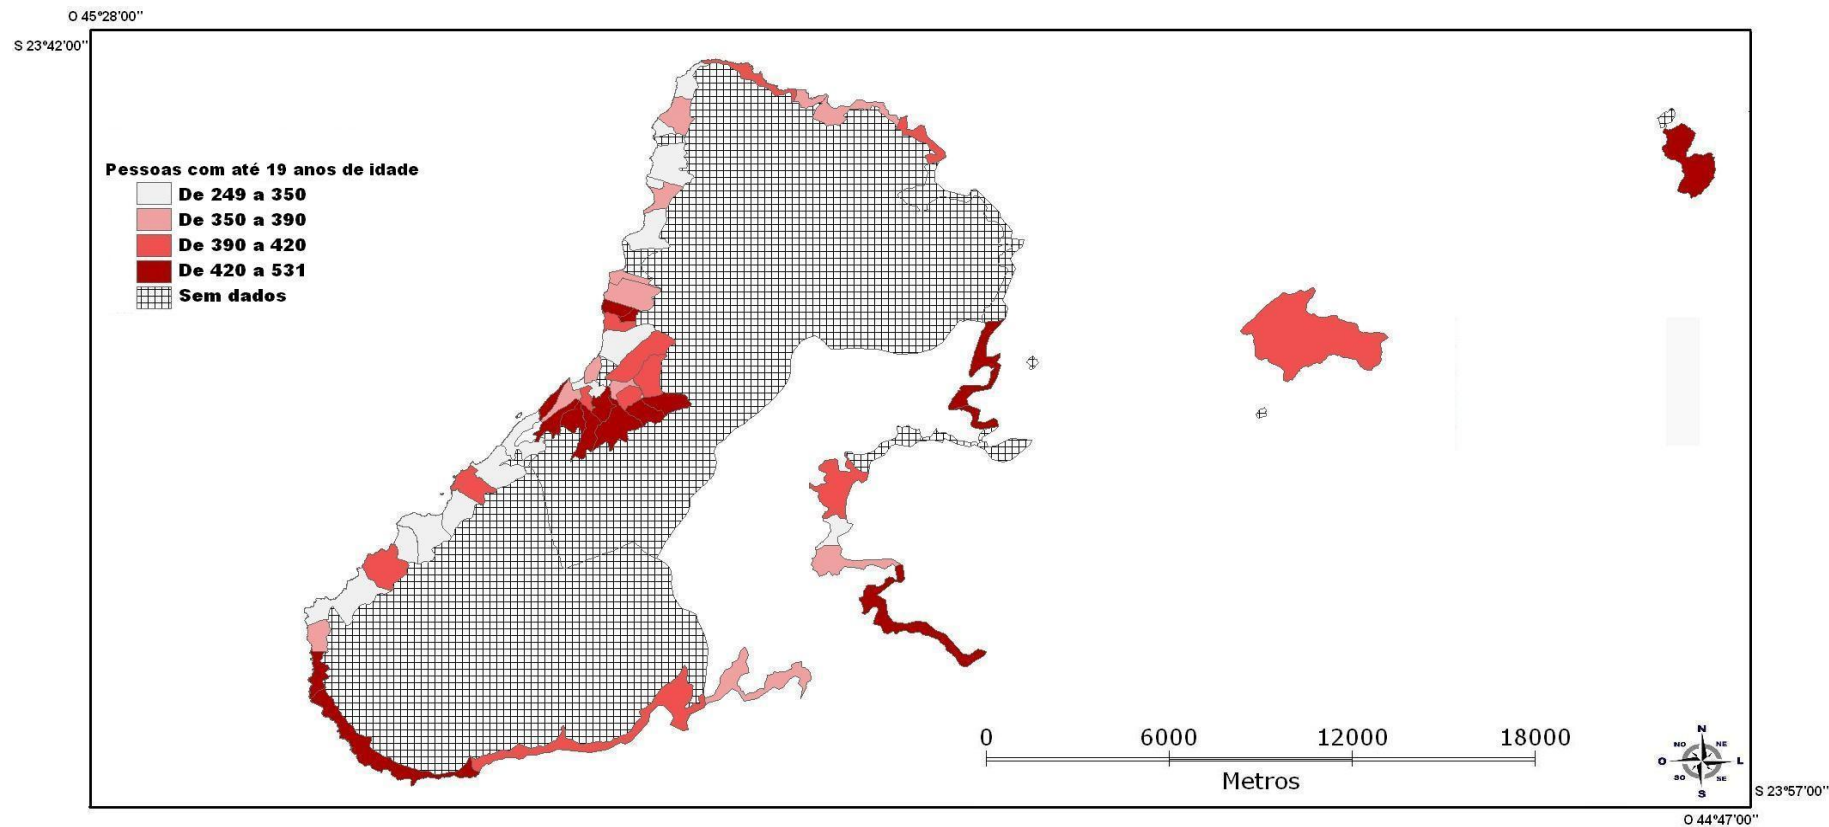 O 45°28'00''
S 23°42'00''
Pessoas com até 19 anos de idade
De 249 a 350
De 350 a 390
De 390 a 420
De 420 a 531
Sem dados
0 6000 12000 18000
Metros
N
NO NE
O L
SO SE
S
S 23°57'00''
O 44°47'00''